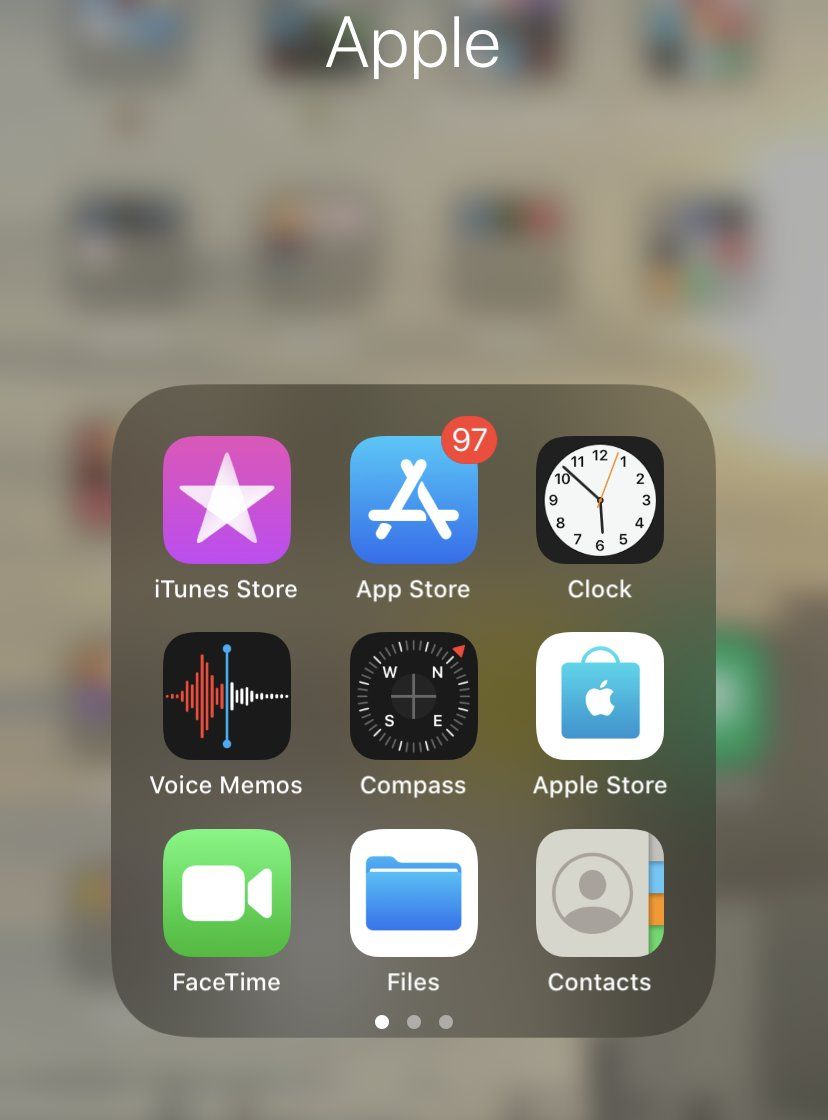 Apple
97
iTunes Store
App Store
12
11
1
10
2
9
3
8
4
7
5
6
Clock
W
N
S
E
Voice Memos
Compass
Apple Store
FaceTime
Files
Contacts